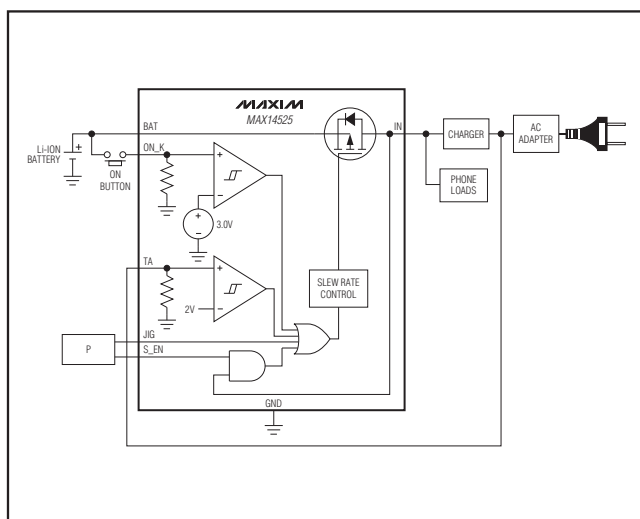 MAXIM
MAX14525
BAT
IN
Li-ION
BATTERY
+
ON
BUTTON
ON_K
+
−
+
−
3.0V
TA
+
−
2V
JIG
S_EN
P
SLEW RATE
CONTROL
GND
CHARGER
PHONE
LOADS
AC
ADAPTER